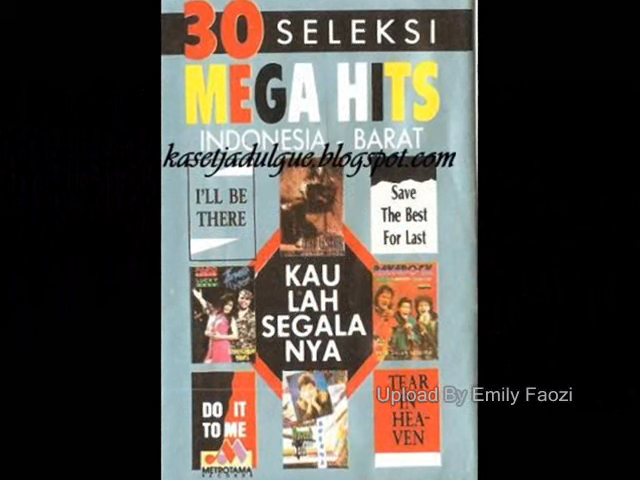 30 SELEKSI
MEGA HITS
INDONESIA - BARAT
kasetjadulgue.blogspot.com
I'LL BE
THERE
Save
The Best
For Last
KAU
LAH
SEGALA
NYA
DO IT
TO ME
TEAR
IN
HEA-
VEN
Upload By Emily Faozi
METROTAMA
RECORDS